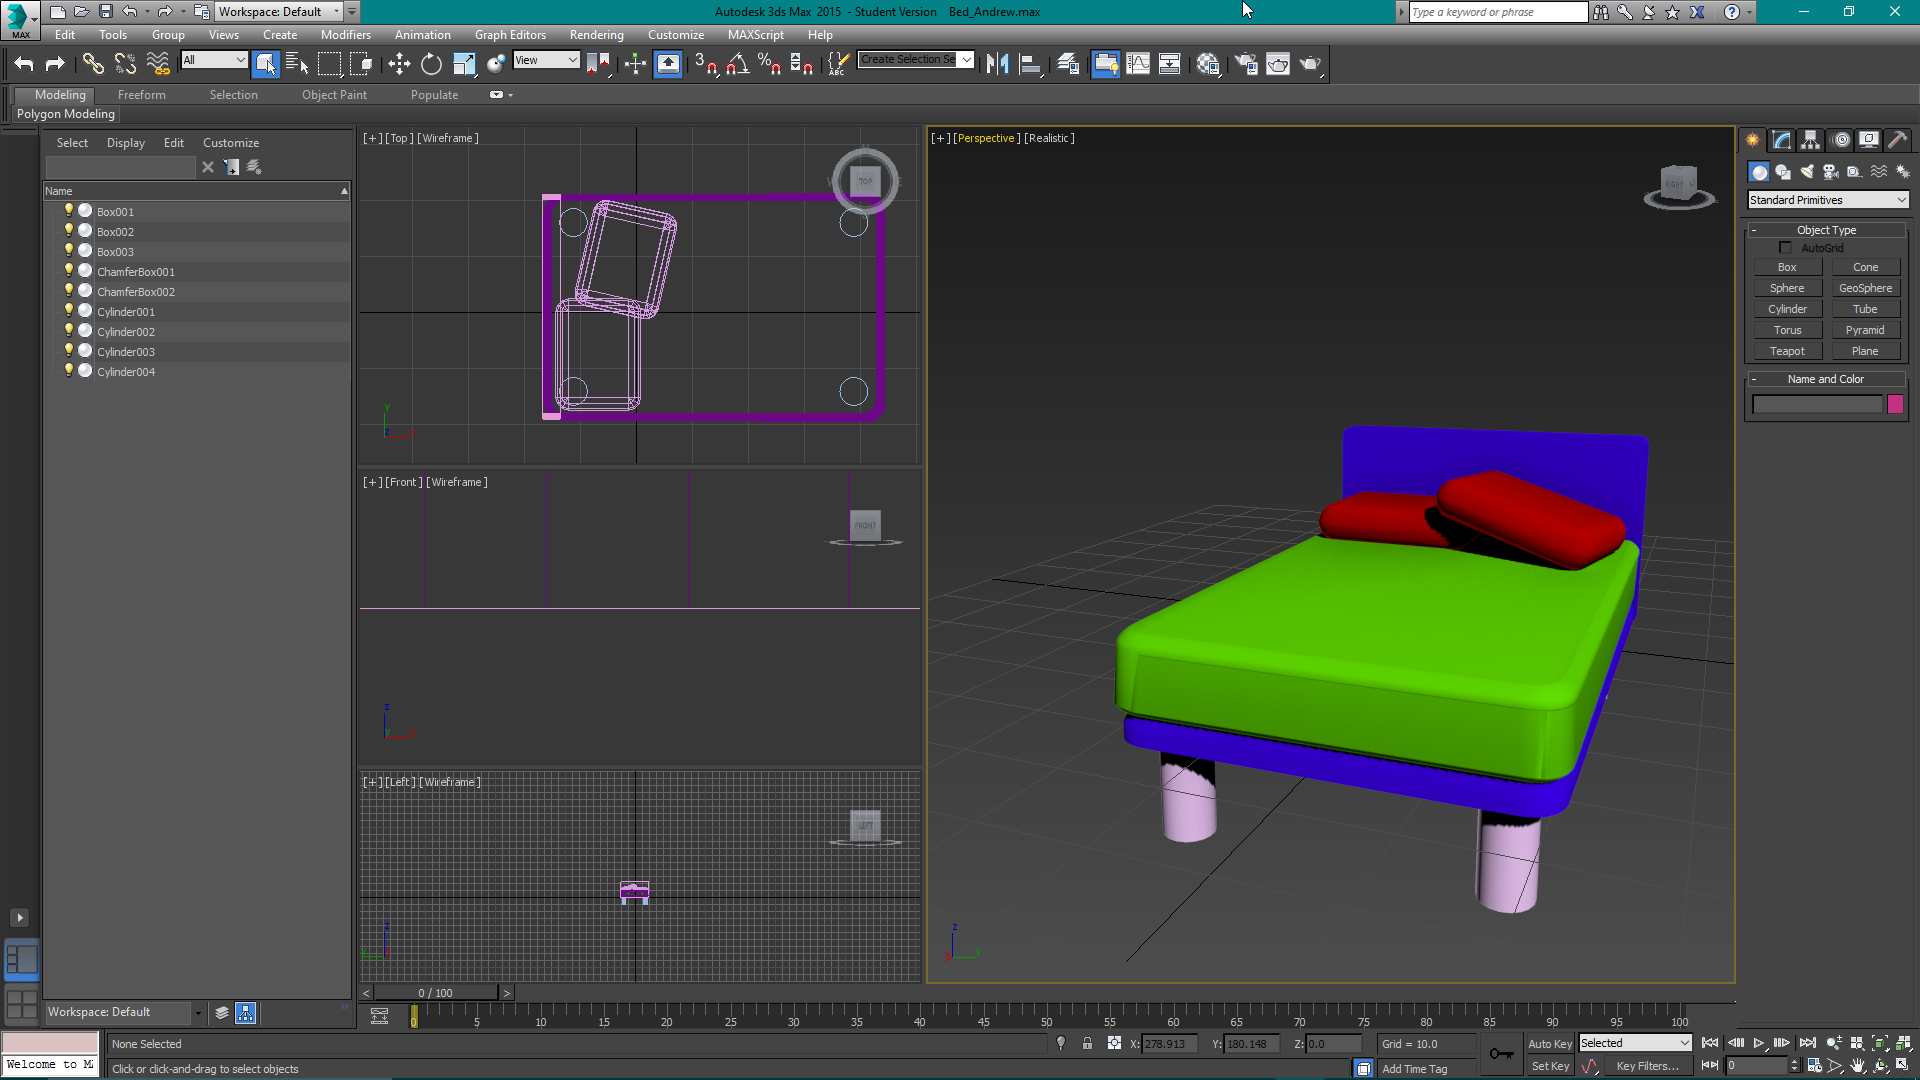 MAX
Workspace: Default
Autodesk 3ds Max 2015 - Student Version Bed_Andrew.max
Type a keyword or phrase
Edit Tools Group Views Create Modifiers Animation Graph Editors Rendering Customize MAXScript Help
All
View
Create Selection Se
Modeling Freeform Selection Object Paint Populate
Polygon Modeling
Select Display Edit Customize
Name
Box001
Box002
Box003
ChamferBox001
ChamferBox002
Cylinder001
Cylinder002
Cylinder003
Cylinder004
Workspace: Default
[+] [Top] [Wireframe]
TOP
[+] [Front] [Wireframe]
FRONT
[+] [Left] [Wireframe]
LEFT
[+] [Perspective] [Realistic]
RIGHT
Standard Primitives
- Object Type
AutoGrid
Box Cone
Sphere GeoSphere
Cylinder Tube
Torus Pyramid
Teapot Plane
- Name and Color
< 0 / 100 >
0 5 10 15 20 25 30 35 40 45 50 55 60 65 70 75 80 85 90 95 100
None Selected
X: 278.913 Y: 180.148 Z: 0.0 Grid = 10.0
Auto Key Selected
Welcome to M
Click or click-and-drag to select objects
Add Time Tag
Set Key Key Filters...
0